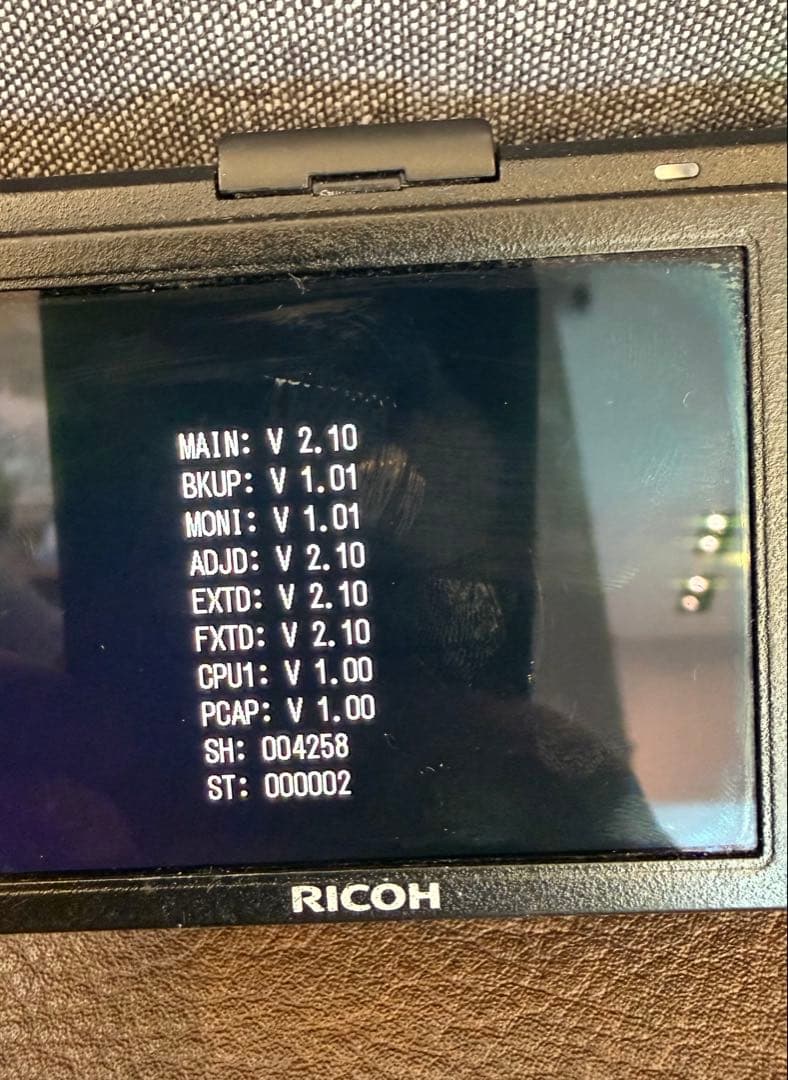 MAIN: V 2.10
BKUP: V 1.01
MONI: V 1.01
ADJD: V 2.10
EXTD: V 2.10
FXTD: V 2.10
CPU1: V 1.00
PCAP: V 1.00
SH: 004258
ST: 000002
RICOH